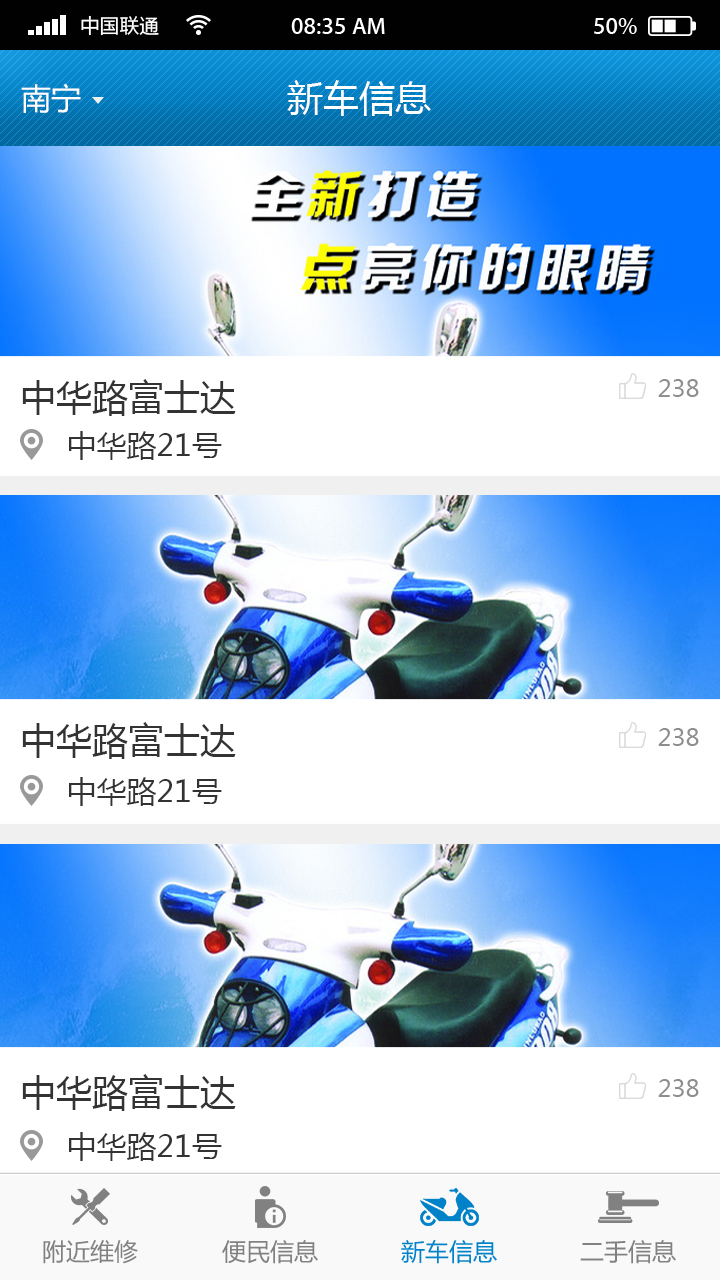 中国联通 08:35 AM 50%
南宁 新车信息
全新打造
点亮你的眼睛
中华路富士达 238
中华路21号
中华路富士达 238
中华路21号
中华路富士达 238
中华路21号
附近维修 便民信息 新车信息 二手信息